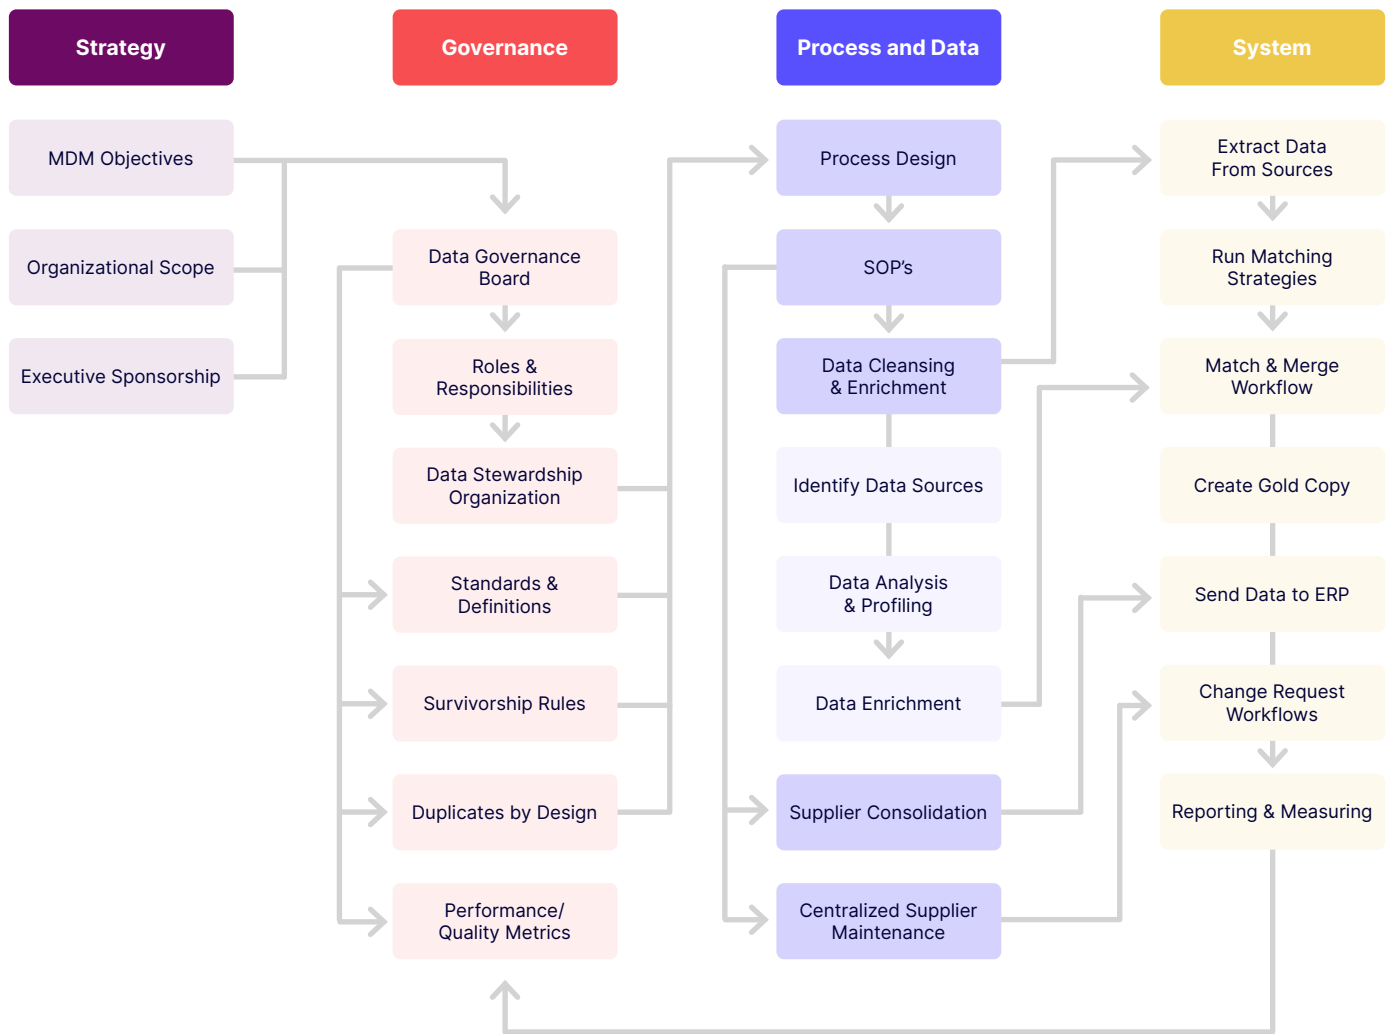 Strategy
MDM Objectives
Organizational Scope
Executive Sponsorship
Governance
Data Governance
Board
Roles &
Responsibilities
Data Stewardship
Organization
Standards &
Definitions
Survivorship Rules
Duplicates by Design
Performance/
Quality Metrics
Process and Data
Process Design
SOP’s
Data Cleansing
& Enrichment
Identify Data Sources
Data Analysis
& Profiling
Data Enrichment
Supplier Consolidation
Centralized Supplier
Maintenance
System
Extract Data
From Sources
Run Matching
Strategies
Match & Merge
Workflow
Create Gold Copy
Send Data to ERP
Change Request
Workflows
Reporting & Measuring